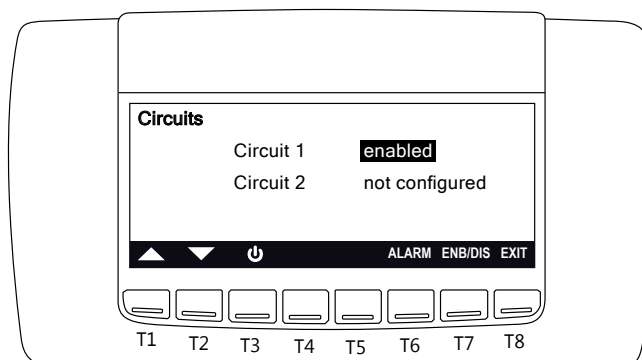 Circuits
Circuit 1 enabled
Circuit 2 not configured
ALARM ENB/DIS EXIT
T1 T2 T3 T4 T5 T6 T7 T8